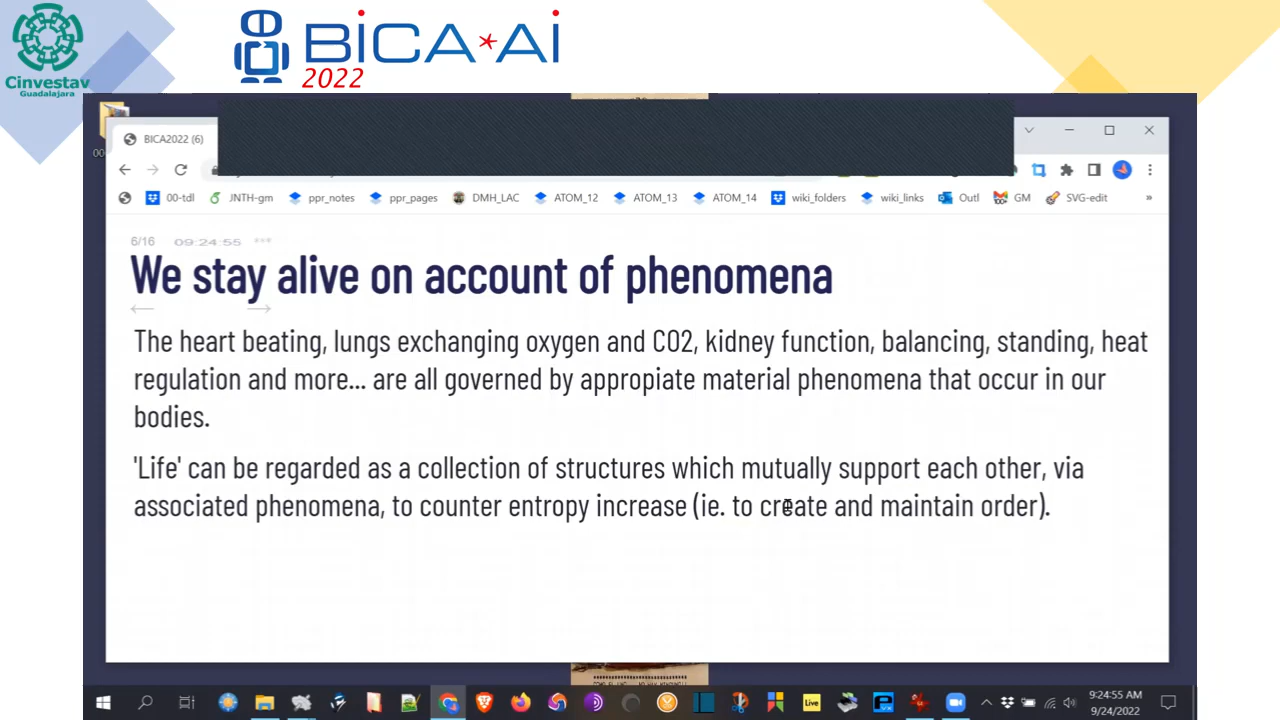 Cinvestav
Guadalajara
BICA*AI
2022
BICA2022 (6)
00-tdl JNTH-gm ppr_notes ppr_pages DMH_LAC ATOM_12 ATOM_13 ATOM_14 wiki_folders wiki_links Outl GM SVG-edit »
6/16 09:24:55 ***
We stay alive on account of phenomena
The heart beating, lungs exchanging oxygen and CO2, kidney function, balancing, standing, heat
regulation and more... are all governed by appropiate material phenomena that occur in our
bodies.
'Life' can be regarded as a collection of structures which mutually support each other, via
associated phenomena, to counter entropy increase (ie. to create and maintain order).
Live
9:24:55 AM
9/24/2022